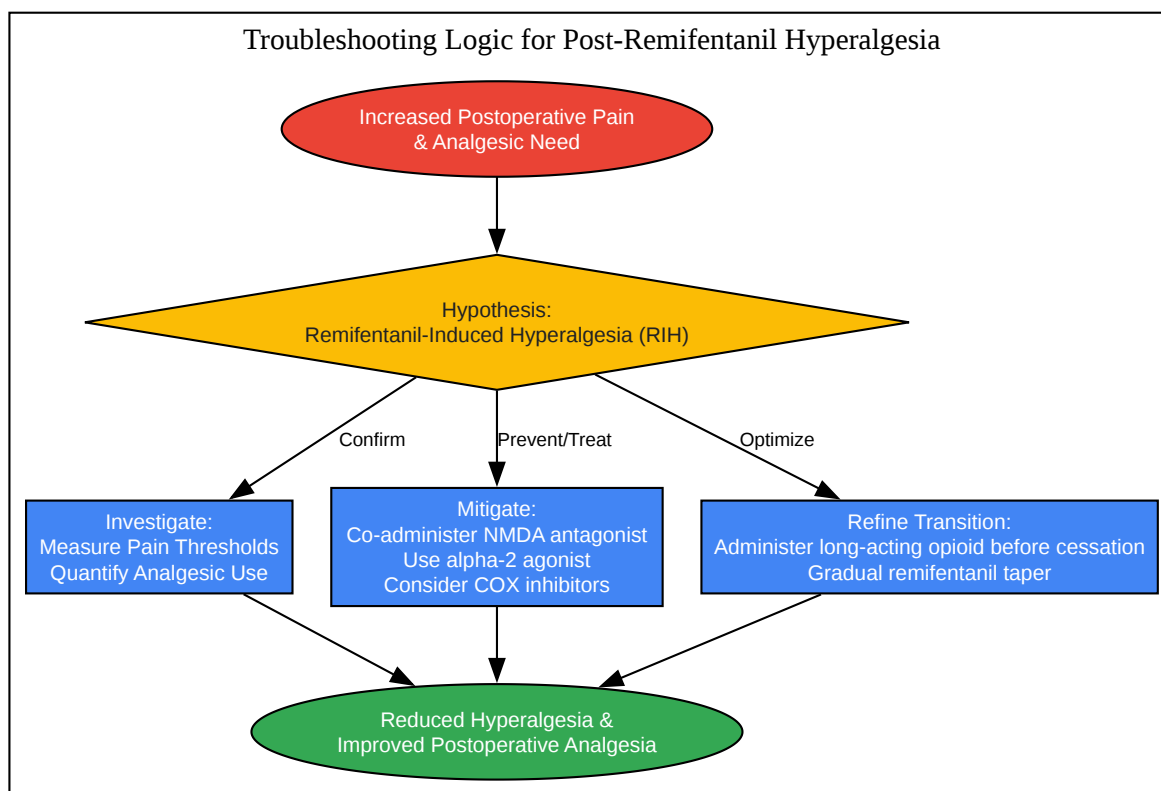 Troubleshooting Logic for Post-Remifentanil Hyperalgesia
Increased Postoperative Pain
& Analgesic Need
Hypothesis:
Remifentanil-Induced Hyperalgesia (RIH)
Confirm
Prevent/Treat
Optimize
Investigate:
Measure Pain Thresholds
Quantify Analgesic Use
Mitigate:
Co-administer NMDA antagonist
Use alpha-2 agonist
Consider COX inhibitors
Refine Transition:
Administer long-acting opioid before cessation
Gradual remifentanil taper
Reduced Hyperalgesia &
Improved Postoperative Analgesia